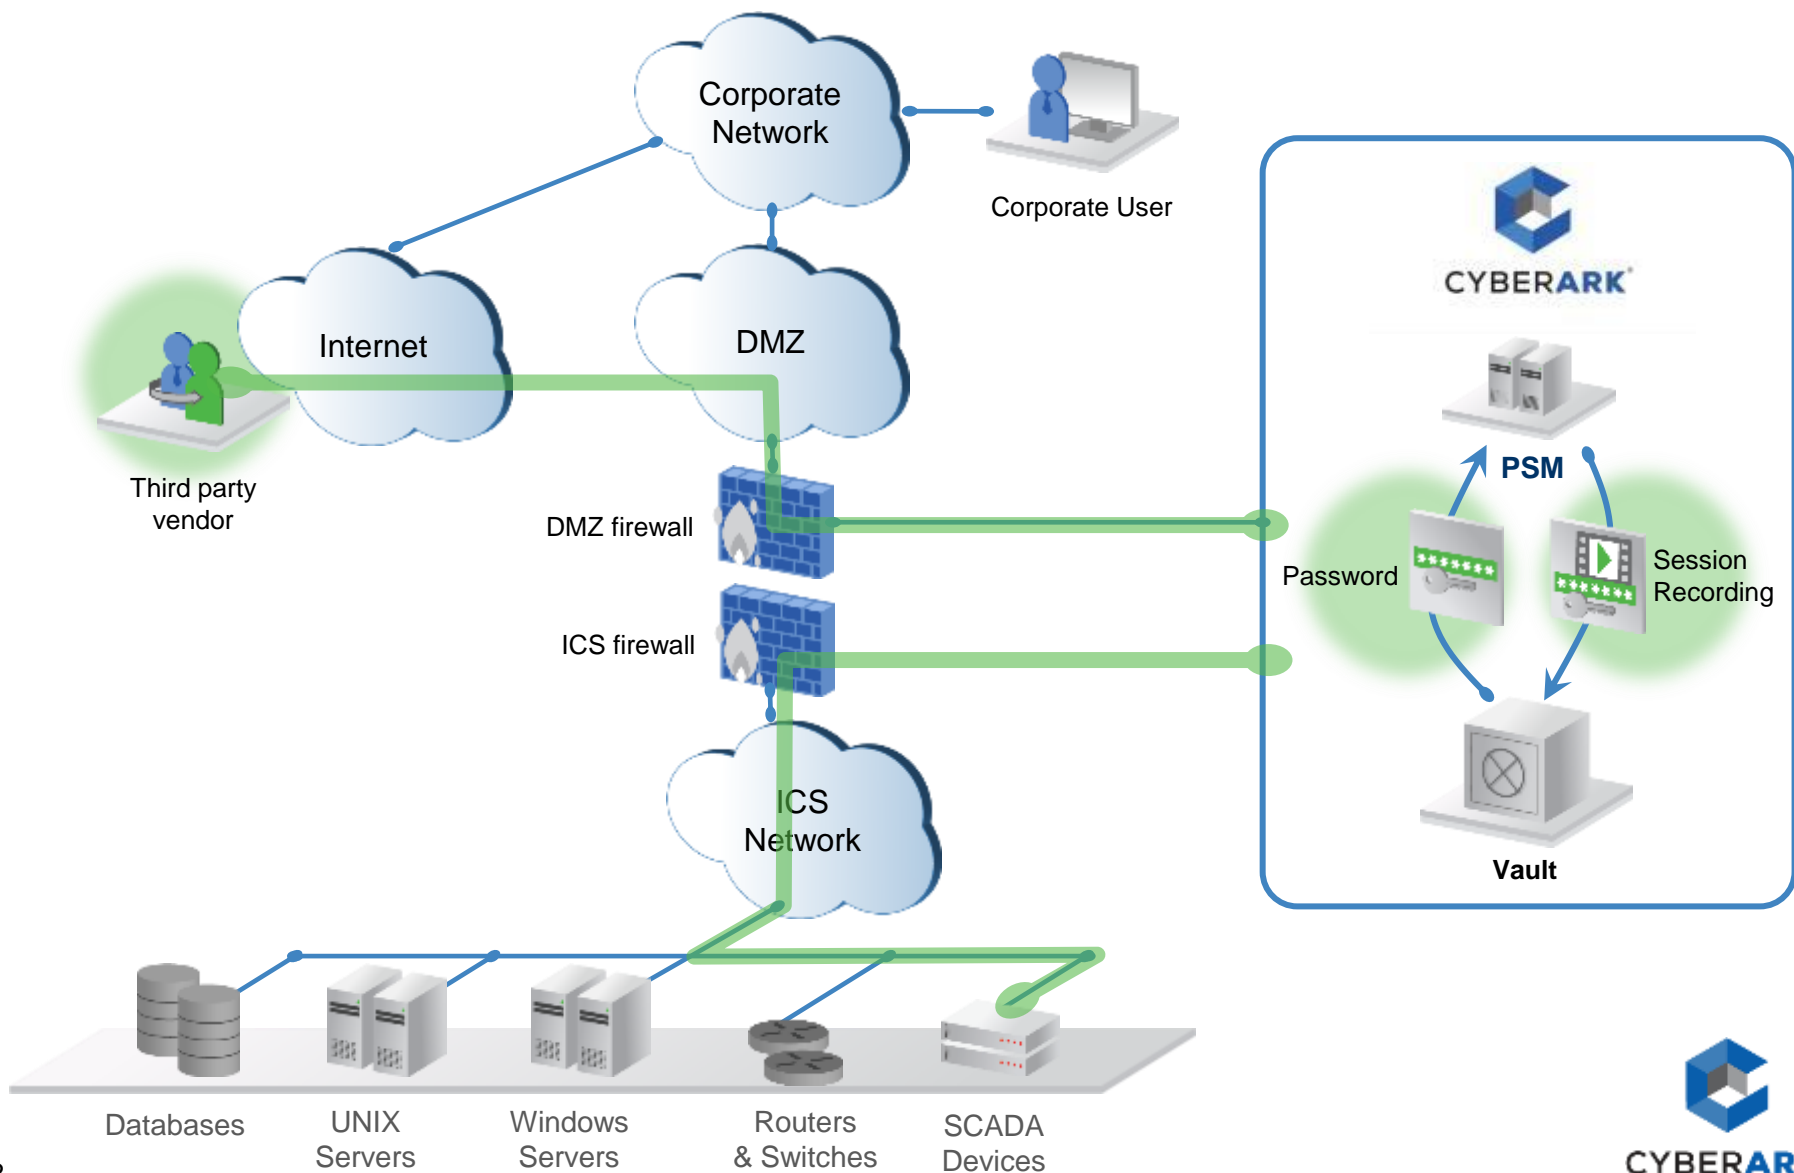 Corporate
Network
Corporate User
CYBERARK
Internet
DMZ
Third party
vendor
PSM
DMZ firewall
Password
Session
Recording
ICS firewall
ICS
Network
Vault
Databases
UNIX
Servers
Windows
Servers
Routers
& Switches
SCADA
Devices
CYBERAR